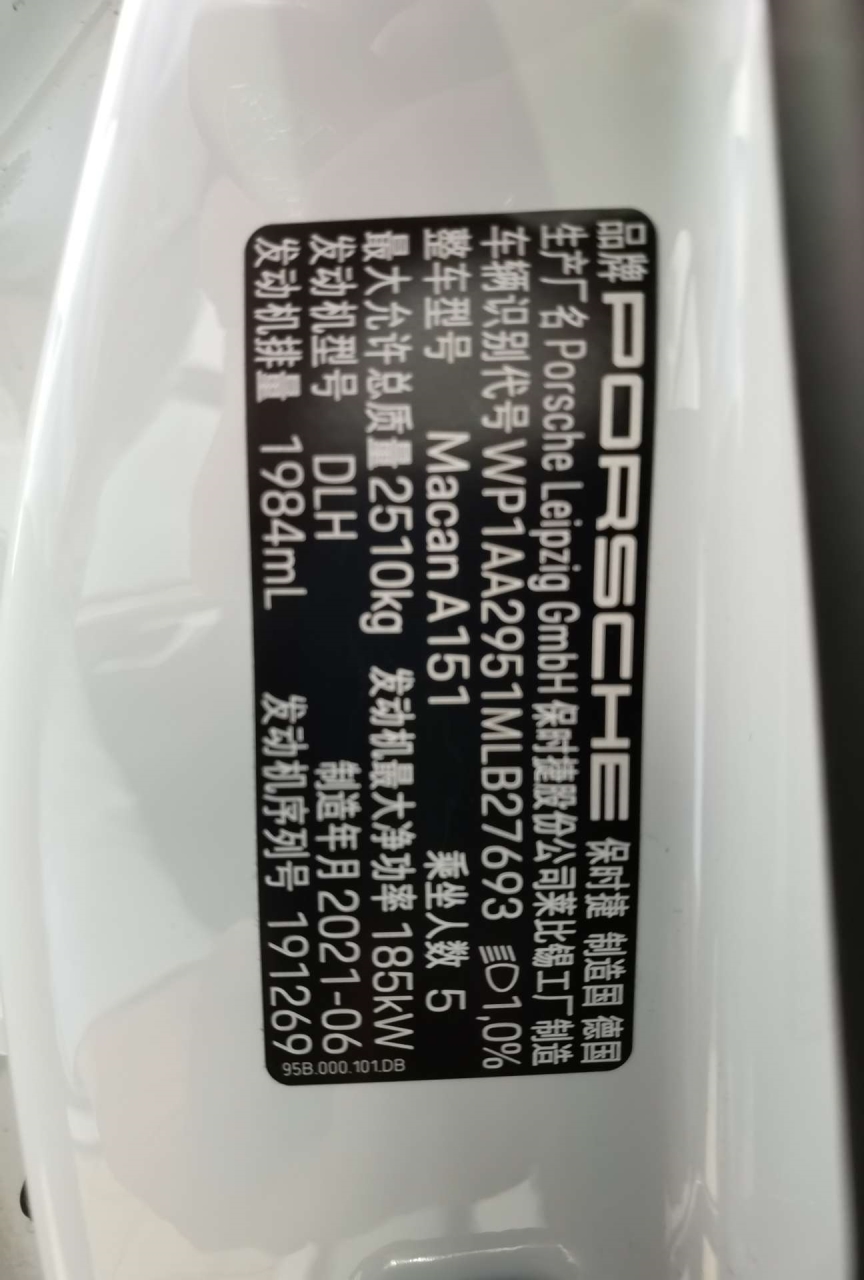 品牌 PORSCHE 保时捷 制造国 德国
生产厂名 Porsche Leipzig GmbH 保时捷股份公司莱比锡工厂 制造
车辆识别代号 WP1AA2951MLB27693 1,0%
整车型号 Macan A151 乘坐人数 5
最大允许总质量 2510kg 发动机最大净功率 185kW
发动机型号 DLH 制造年月 2021-06
发动机排量 1984mL 发动机序列号 191269
95B.000.101.DB